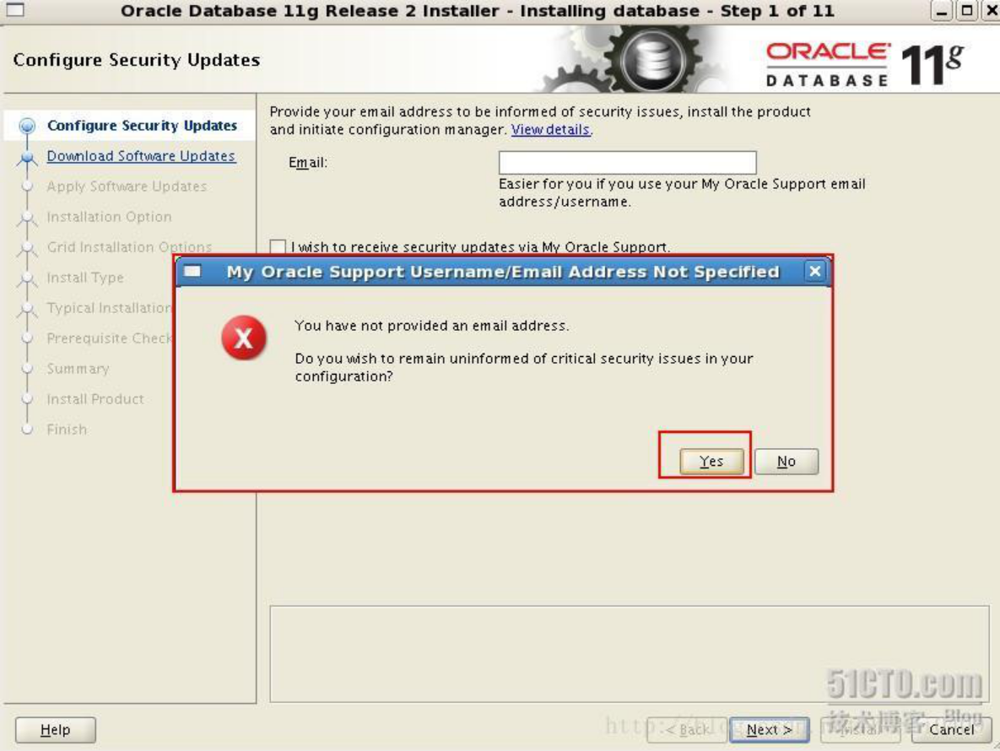 Oracle Database 11g Release 2 Installer - Installing database - Step 1 of 11
Configure Security Updates
ORACLE
DATABASE
11g
Configure Security Updates
Download Software Updates
Apply Software Updates
Installation Option
Grid Installation Options
Install Type
Typical Installation
Prerequisite Check
Summary
Install Product
Finish
Provide your email address to be informed of security issues, install the product
and initiate configuration manager. View details.
Email:
Easier for you if you use your My Oracle Support email
address/username.
I wish to receive security updates via My Oracle Support.
My Oracle Support Username/Email Address Not Specified
You have not provided an email address.
Do you wish to remain uninformed of critical security issues in your
configuration?
Yes
No
51CTO.com
技术博客 Blog
Help
< Back
Next >
Install
Cancel